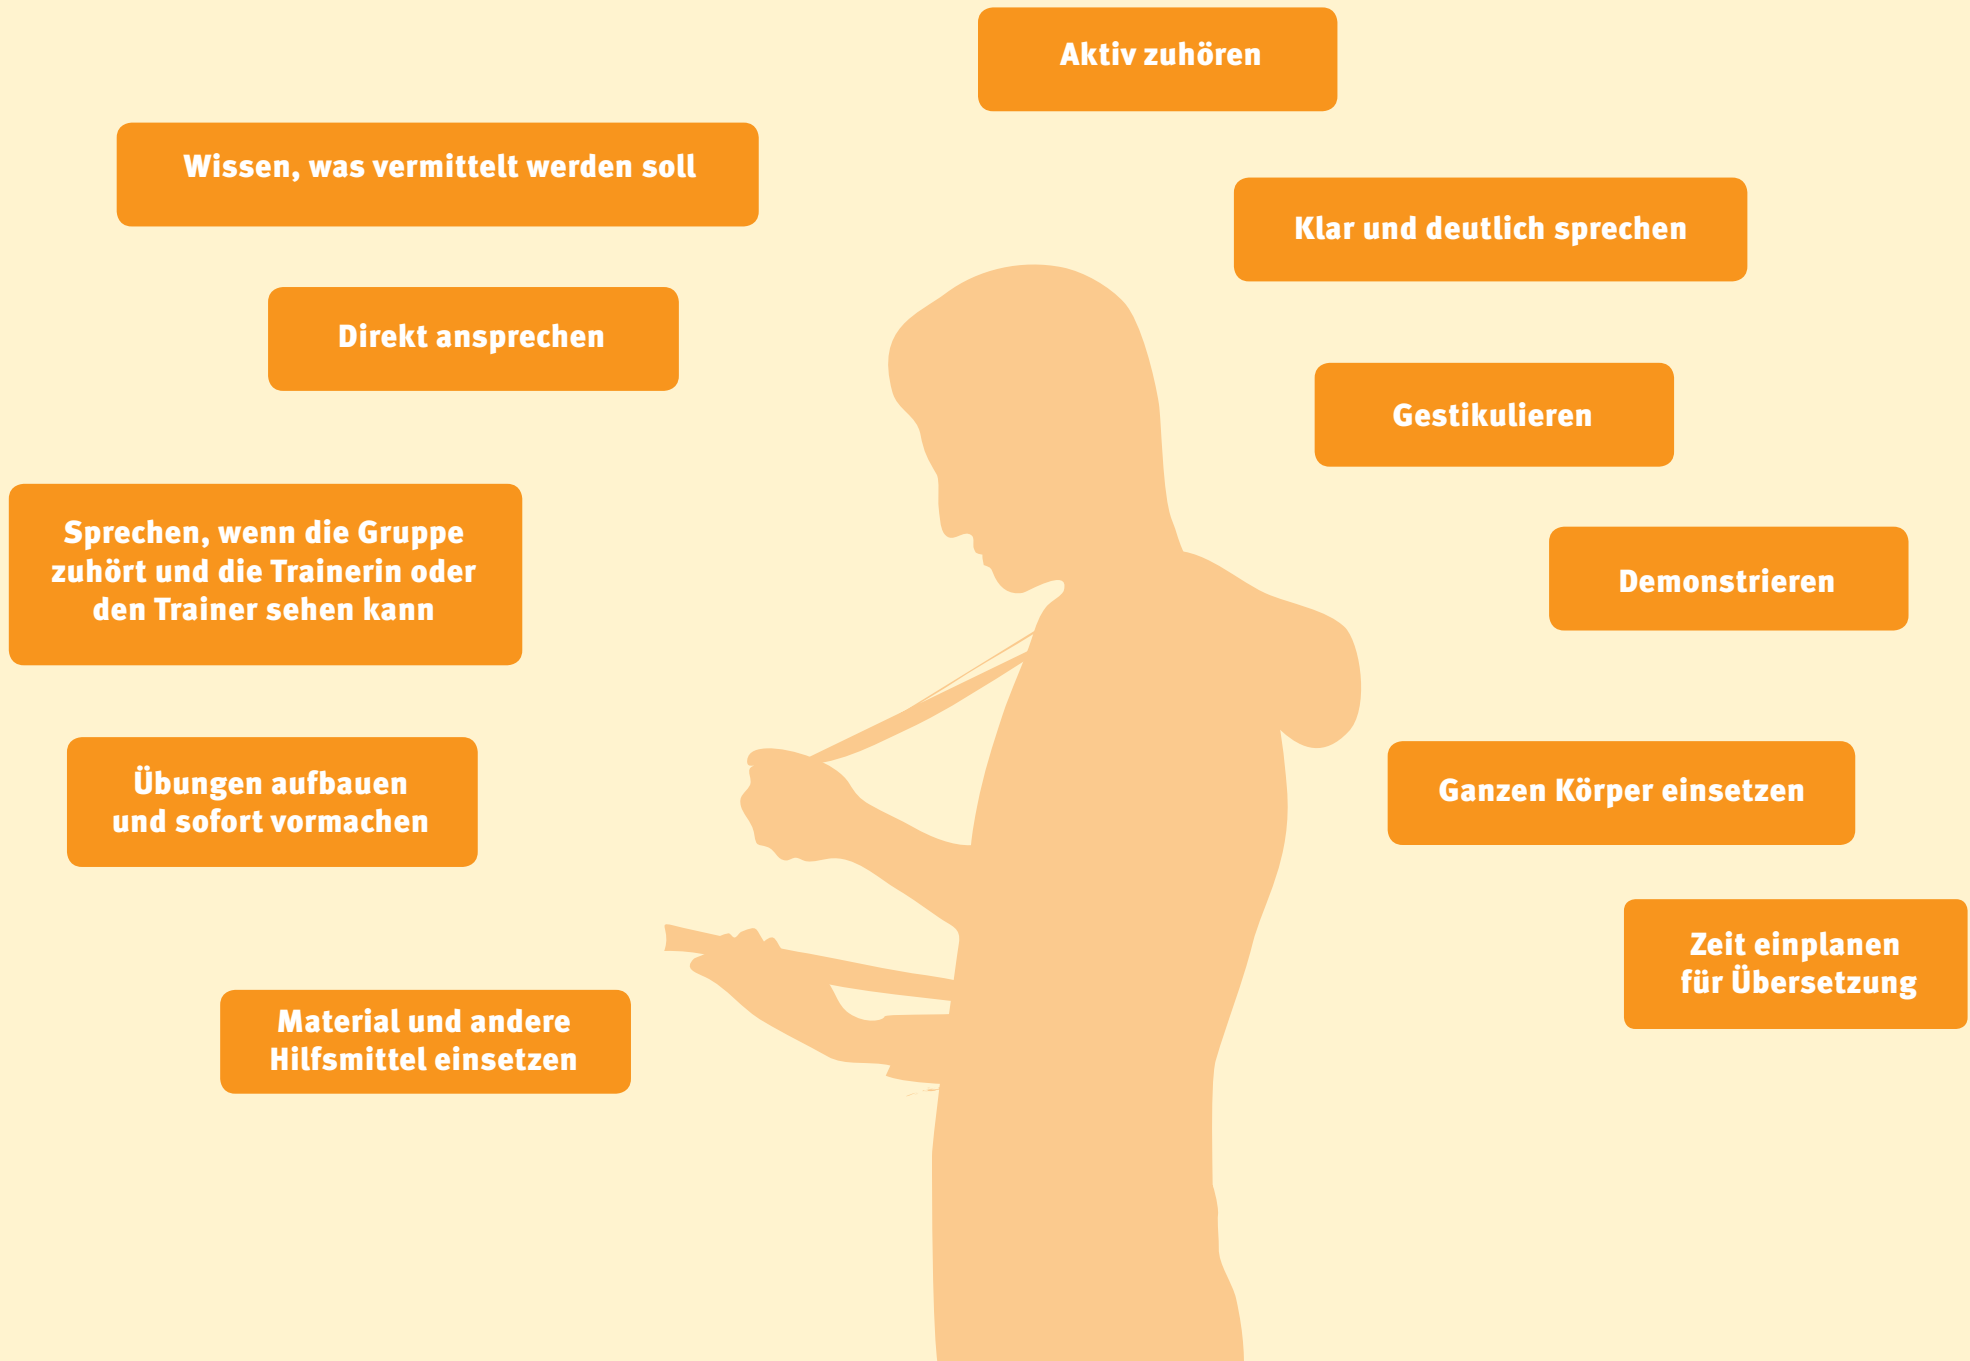 Aktiv zuhören
Wissen, was vermittelt werden soll
Klar und deutlich sprechen
Direkt ansprechen
Gestikulieren
Sprechen, wenn die Gruppe
zuhört und die Trainerin oder
den Trainer sehen kann
Demonstrieren
Übungen aufbauen
und sofort vormachen
Ganzen Körper einsetzen
Zeit einplanen
für Übersetzung
Material und andere
Hilfsmittel einsetzen